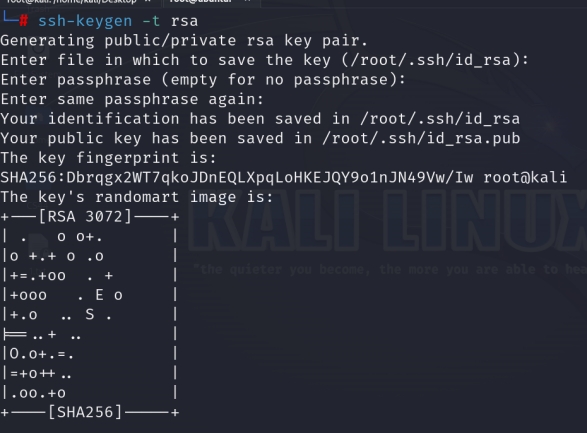 root@kali: /home/kali/Desktop × root@ubuntu: ×
└─# ssh-keygen -t rsa
Generating public/private rsa key pair.
Enter file in which to save the key (/root/.ssh/id_rsa):
Enter passphrase (empty for no passphrase):
Enter same passphrase again:
Your identification has been saved in /root/.ssh/id_rsa
Your public key has been saved in /root/.ssh/id_rsa.pub
The key fingerprint is:
SHA256:Dbrqgx2WT7qkoJDnEQLXpqLoHKEJQY9o1nJN49Vw/Iw root@kali
The key's randomart image is:
+---[RSA 3072]----+
| .   o o+.       |
|o +.+ o .o       |
|+=.+oo  . +      |
|+ooo   . E o     |
|+.o  .. S .      |
|==..+ ..         |
|O.o+.=.          |
|=+o++..          |
|.oo.+o           |
+----[SHA256]-----+
KALI LINUX
"the quieter you become, the more you are able to hea